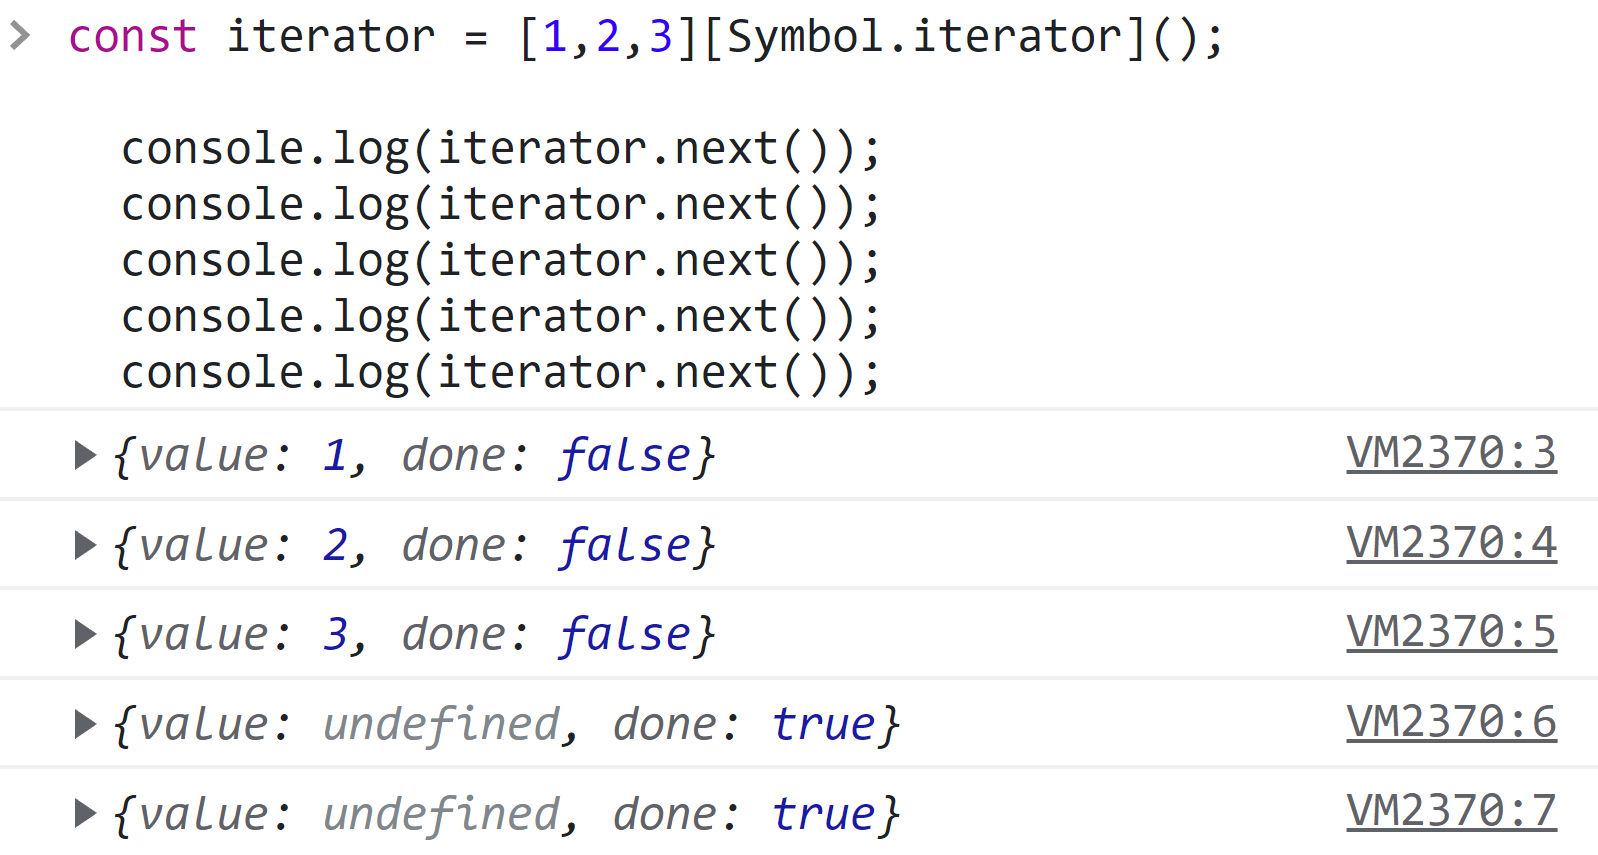 > const iterator = [1,2,3][Symbol.iterator]();
console.log(iterator.next());
console.log(iterator.next());
console.log(iterator.next());
console.log(iterator.next());
console.log(iterator.next());
▶ {value: 1, done: false} VM2370:3
▶ {value: 2, done: false} VM2370:4
▶ {value: 3, done: false} VM2370:5
▶ {value: undefined, done: true} VM2370:6
▶ {value: undefined, done: true} VM2370:7